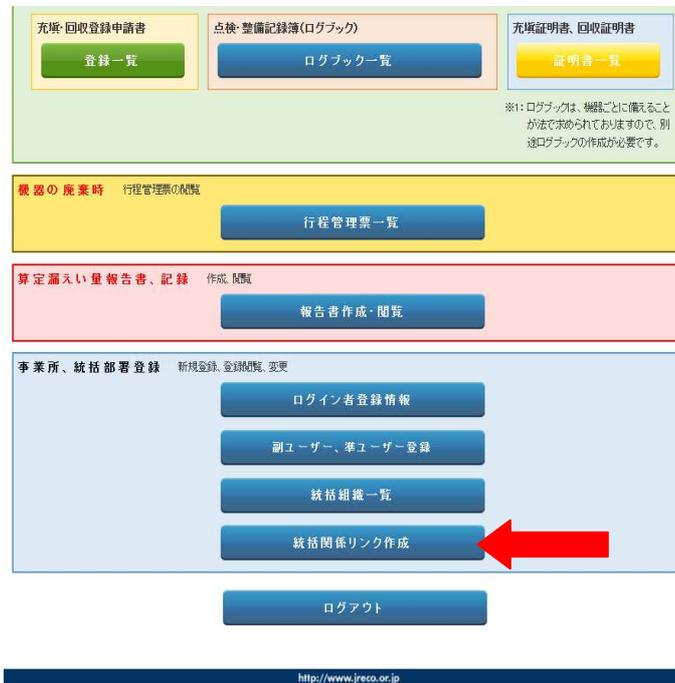 充填・回収登録申請書
登録一覧
点検・整備記録簿(ログブック)
ログブック一覧
充填証明書、回収証明書
証明書一覧
※1：ログブックは、機器ごとに備えること
が法で求められておりますので、別
途ログブックの作成が必要です。
機器の廃棄時 行程管理票の閲覧
行程管理票一覧
算定漏えい量報告書、記録 作成、閲覧
報告書作成・閲覧
事業所、統括部署登録 新規登録、登録閲覧、変更
ログイン者登録情報
副ユーザー、準ユーザー登録
統括組織一覧
統括関係リンク作成
ログアウト
http://www.jreco.or.jp